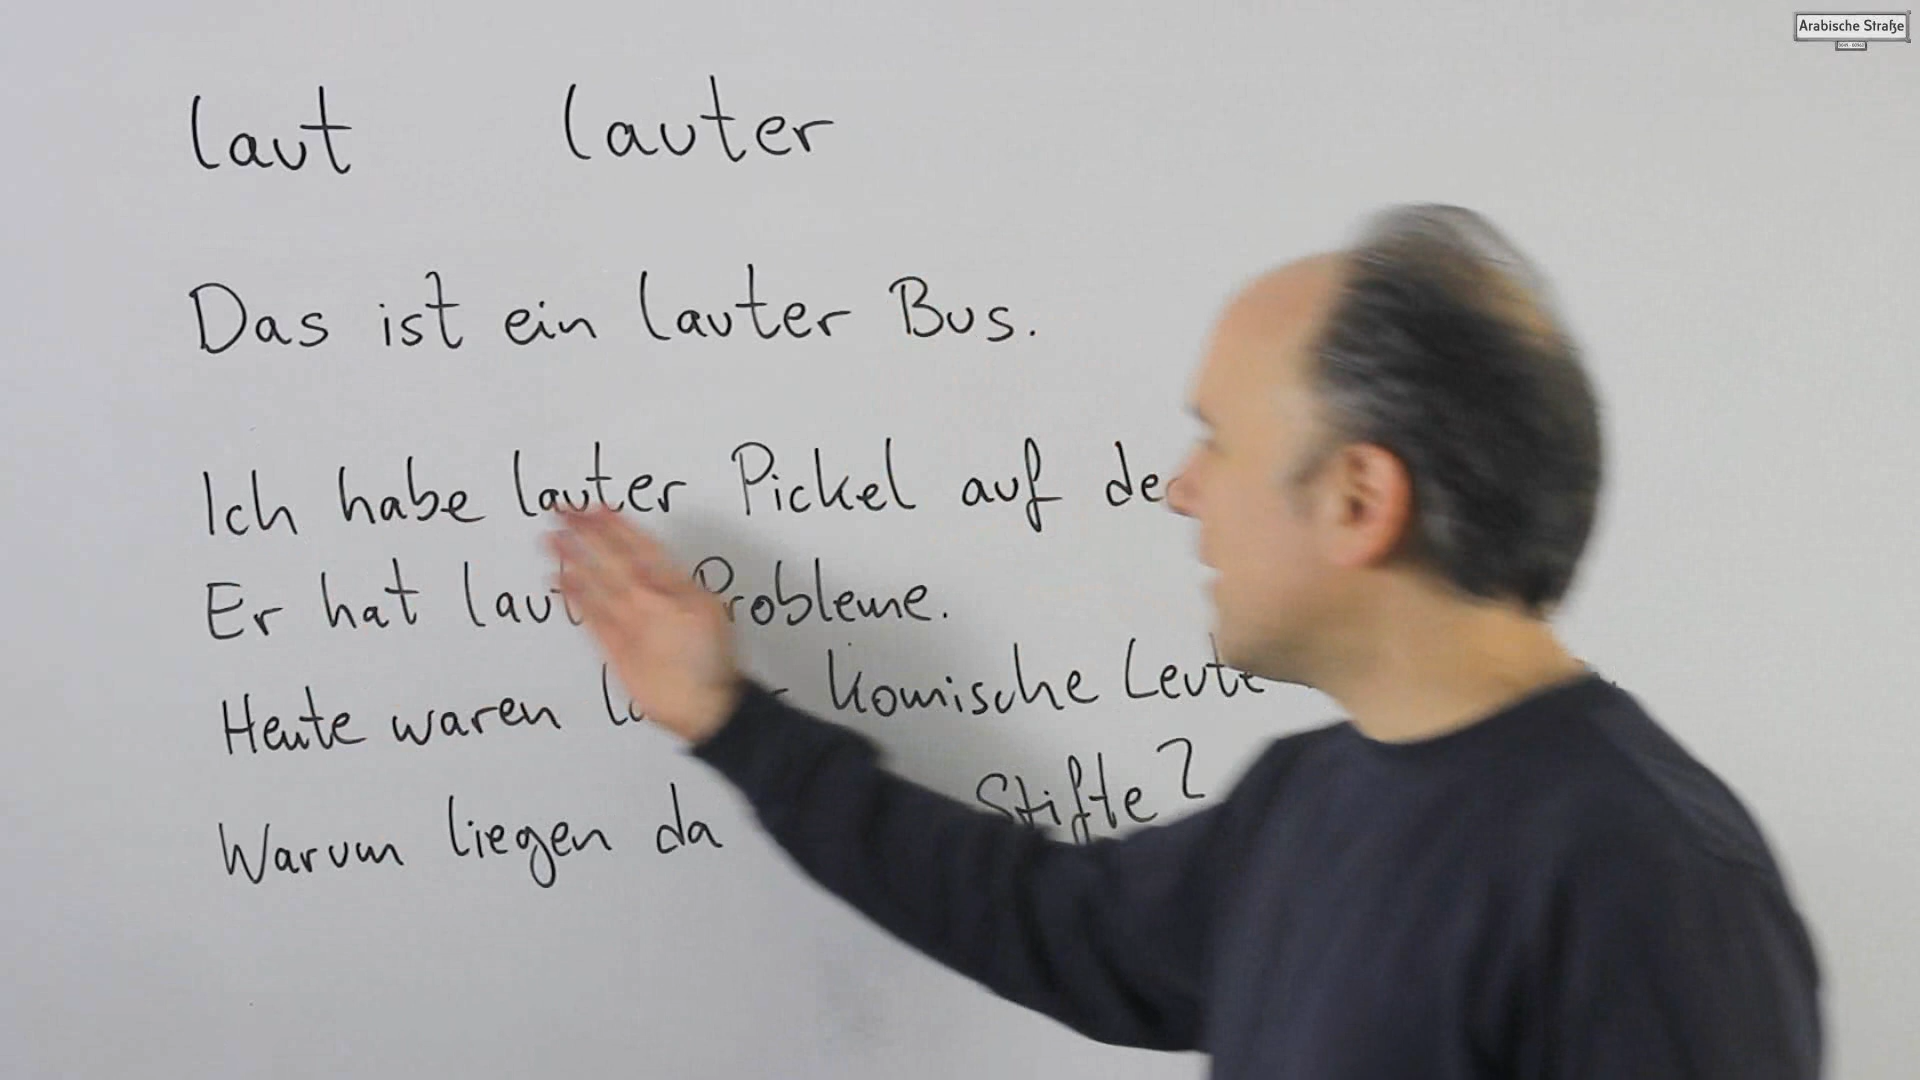 Arabische Straße
laut lauter
Das ist ein lauter Bus.
Ich habe lauter Pickel auf de
Er hat laut Probleme.
Heute waren komische Leute
Warum liegen da Stifte?